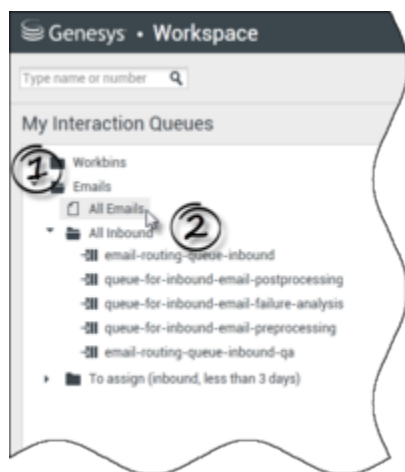 Genesys • Workspace
Type name or number
My Interaction Queues
1
Workbins
Emails
All Emails
2
All Inbound
email-routing-queue-inbound
queue-for-inbound-email-postprocessing
queue-for-inbound-email-failure-analysis
queue-for-inbound-email-preprocessing
email-routing-queue-inbound-qa
To assign (inbound, less than 3 days)